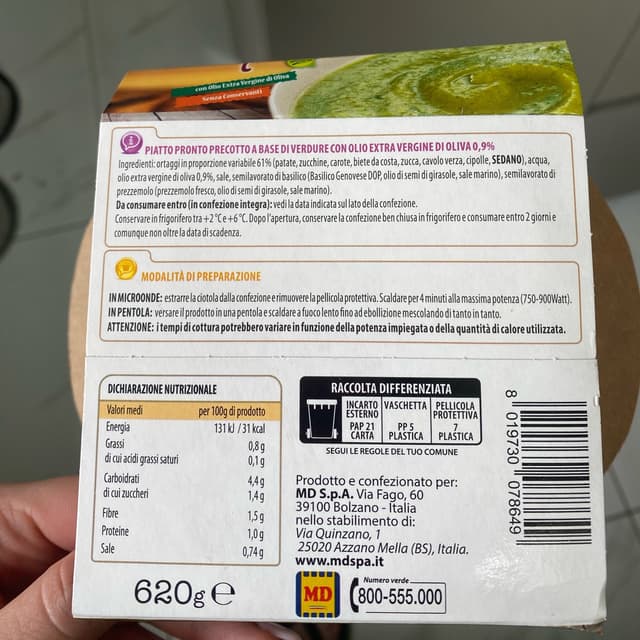 con Olio Extra Vergine di Oliva
Senza Conservanti
PIATTO PRONTO PRECOTTO A BASE DI VERDURE CON OLIO EXTRA VERGINE DI OLIVA 0,9%
Ingredienti: ortaggi in proporzione variabile 61% (patate, zucchine, carote, biete da costa, zucca, cavolo verza, cipolle, SEDANO), acqua,
olio extra vergine di oliva 0,9%, sale, semilavorato di basilico (Basilico Genovese DOP, olio di semi di girasole, sale marino), semilavorato di
prezzemolo (prezzemolo fresco, olio di semi di girasole, sale marino).
Da consumare entro (in confezione integra): vedi la data indicata sul lato della confezione.
Conservare in frigorifero tra +2 °C e +6 °C. Dopo l'apertura, conservare la confezione ben chiusa in frigorifero e consumare entro 2 giorni e
comunque non oltre la data di scadenza.
MODALITÀ DI PREPARAZIONE
IN MICROONDE: estrarre la ciotola dalla confezione e rimuovere la pellicola protettiva. Scaldare per 4 minuti alla massima potenza (750-900Watt).
IN PENTOLA: versare il prodotto in una pentola e scaldare a fuoco lento fino ad ebollizione mescolando di tanto in tanto.
ATTENZIONE: i tempi di cottura potrebbero variare in funzione della potenza impiegata o della quantità di calore utilizzata.
DICHIARAZIONE NUTRIZIONALE
Valori medi per 100g di prodotto
Energia 131 kJ / 31 kcal
Grassi 0,8 g
di cui acidi grassi saturi 0,1 g
Carboidrati 4,4 g
di cui zuccheri 1,4 g
Fibre 1,5 g
Proteine 1,0 g
Sale 0,74 g
620g e
RACCOLTA DIFFERENZIATA
INCARTO ESTERNO VASCHETTA PELLICOLA PROTETTIVA
PAP 21 CARTA PP 5 PLASTICA 7 PLASTICA
SEGUI LE REGOLE DEL TUO COMUNE
Prodotto e confezionato per:
MD S.p.A. Via Fago, 60
39100 Bolzano - Italia
nello stabilimento di:
Via Quinzano, 1
25020 Azzano Mella (BS), Italia.
www.mdspa.it
MD
Numero verde
800-555.000
8 019730 078649